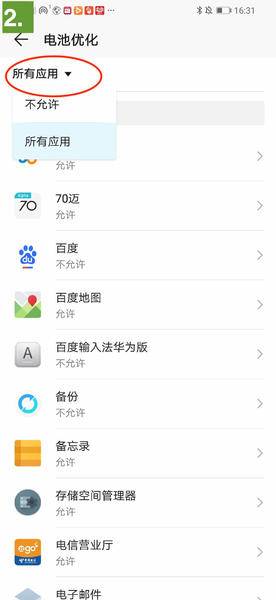 2.
16:31
电池优化
所有应用
不允许
所有应用
允许
70迈
允许
百度
不允许
百度地图
允许
百度输入法华为版
不允许
备份
不允许
备忘录
允许
存储空间管理器
允许
电信营业厅
允许
电子邮件